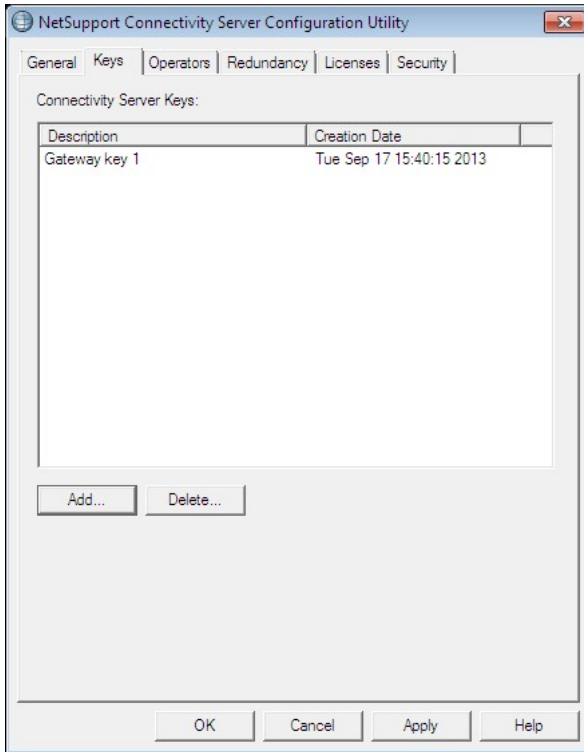 NetSupport Connectivity Server Configuration Utility
General Keys Operators Redundancy Licenses Security
Connectivity Server Keys:
Description Creation Date
Gateway key 1 Tue Sep 17 15:40:15 2013
Add... Delete...
OK Cancel Apply Help